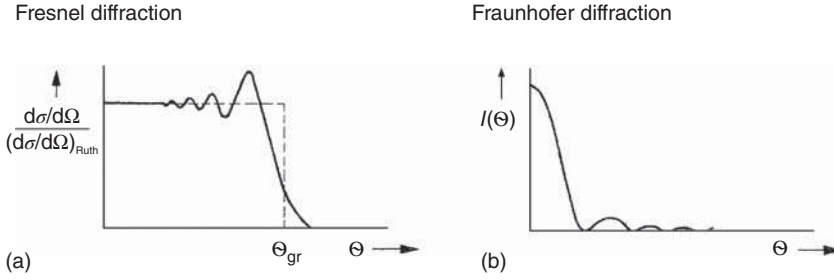 Fresnel diffraction
dσ/dΩ
(dσ/dΩ)Ruth
Θgr
Θ
(a)
Fraunhofer diffraction
I(Θ)
Θ
(b)